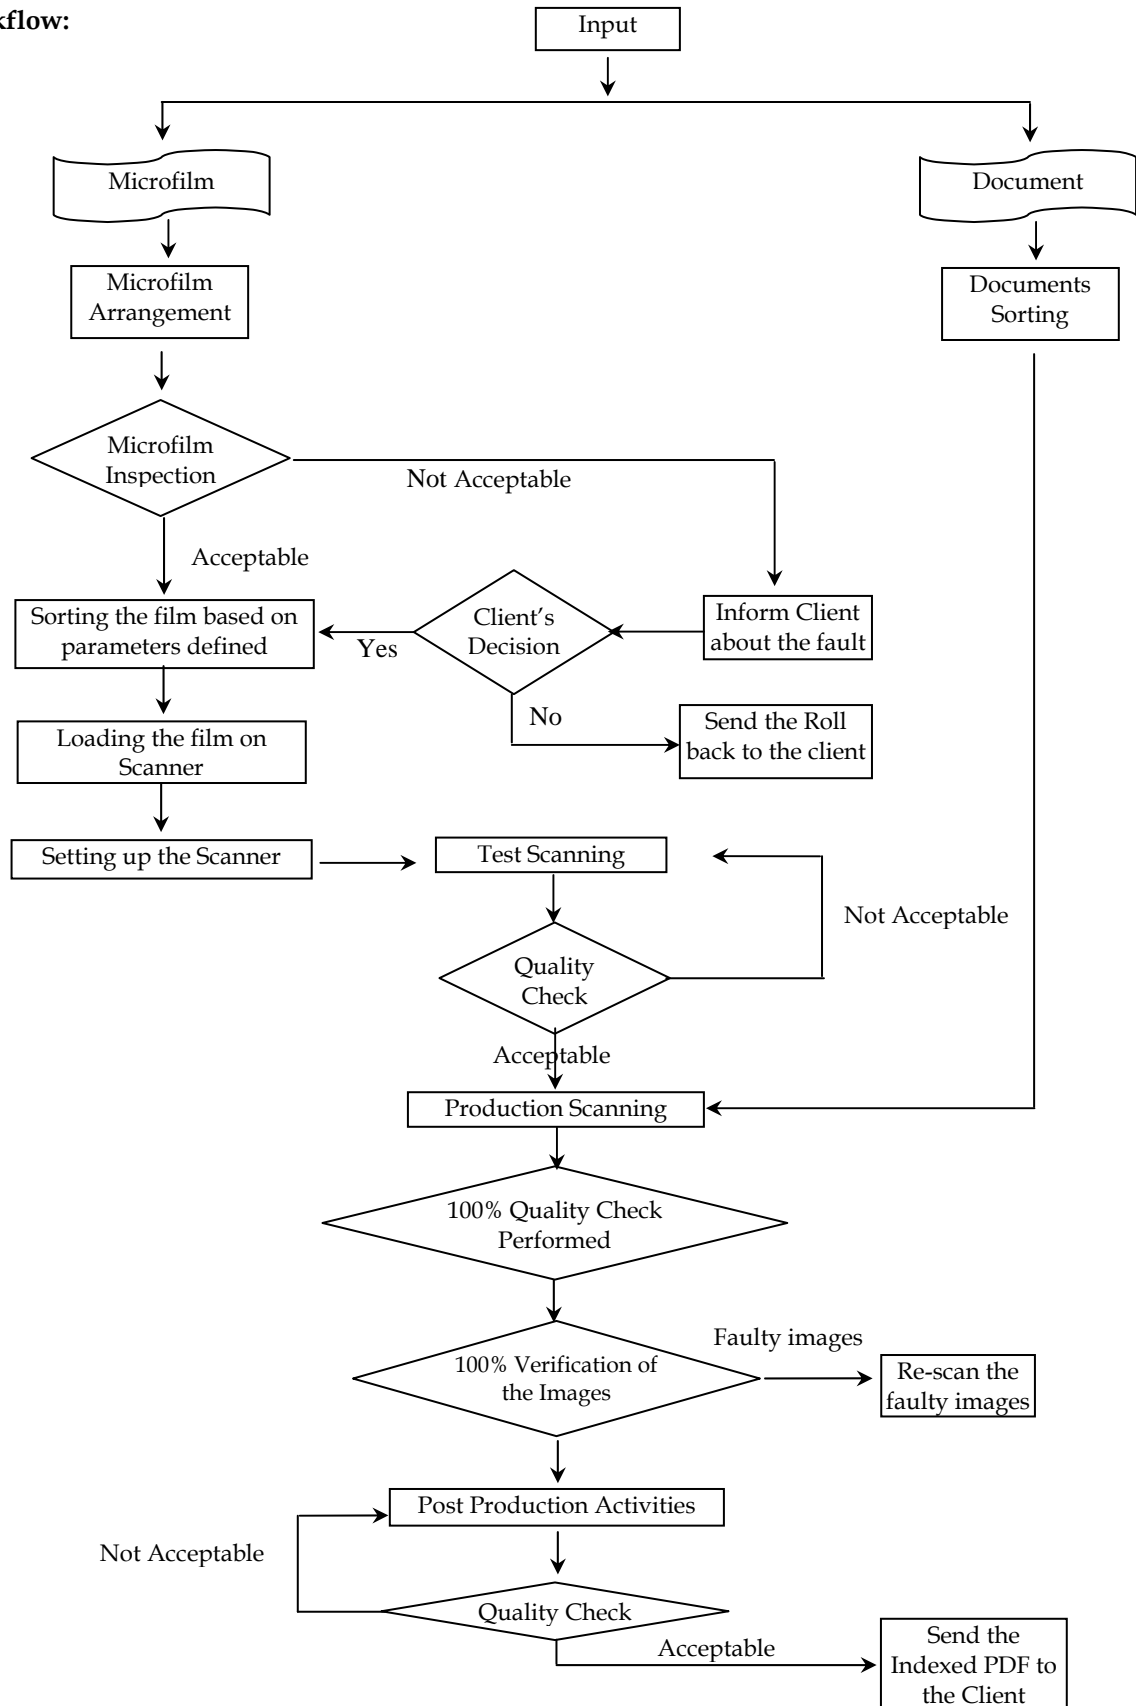 kflow:
Input
Microfilm
Document
Microfilm
Arrangement
Documents
Sorting
Microfilm
Inspection
Not Acceptable
Acceptable
Sorting the film based on
parameters defined
Yes
Client’s
Decision
Inform Client
about the fault
No
Send the Roll
back to the client
Loading the film on
Scanner
Setting up the Scanner
Test Scanning
Not Acceptable
Quality
Check
Acceptable
Production Scanning
100% Quality Check
Performed
100% Verification of
the Images
Faulty images
Re-scan the
faulty images
Post Production Activities
Not Acceptable
Quality Check
Acceptable
Send the
Indexed PDF to
the Client